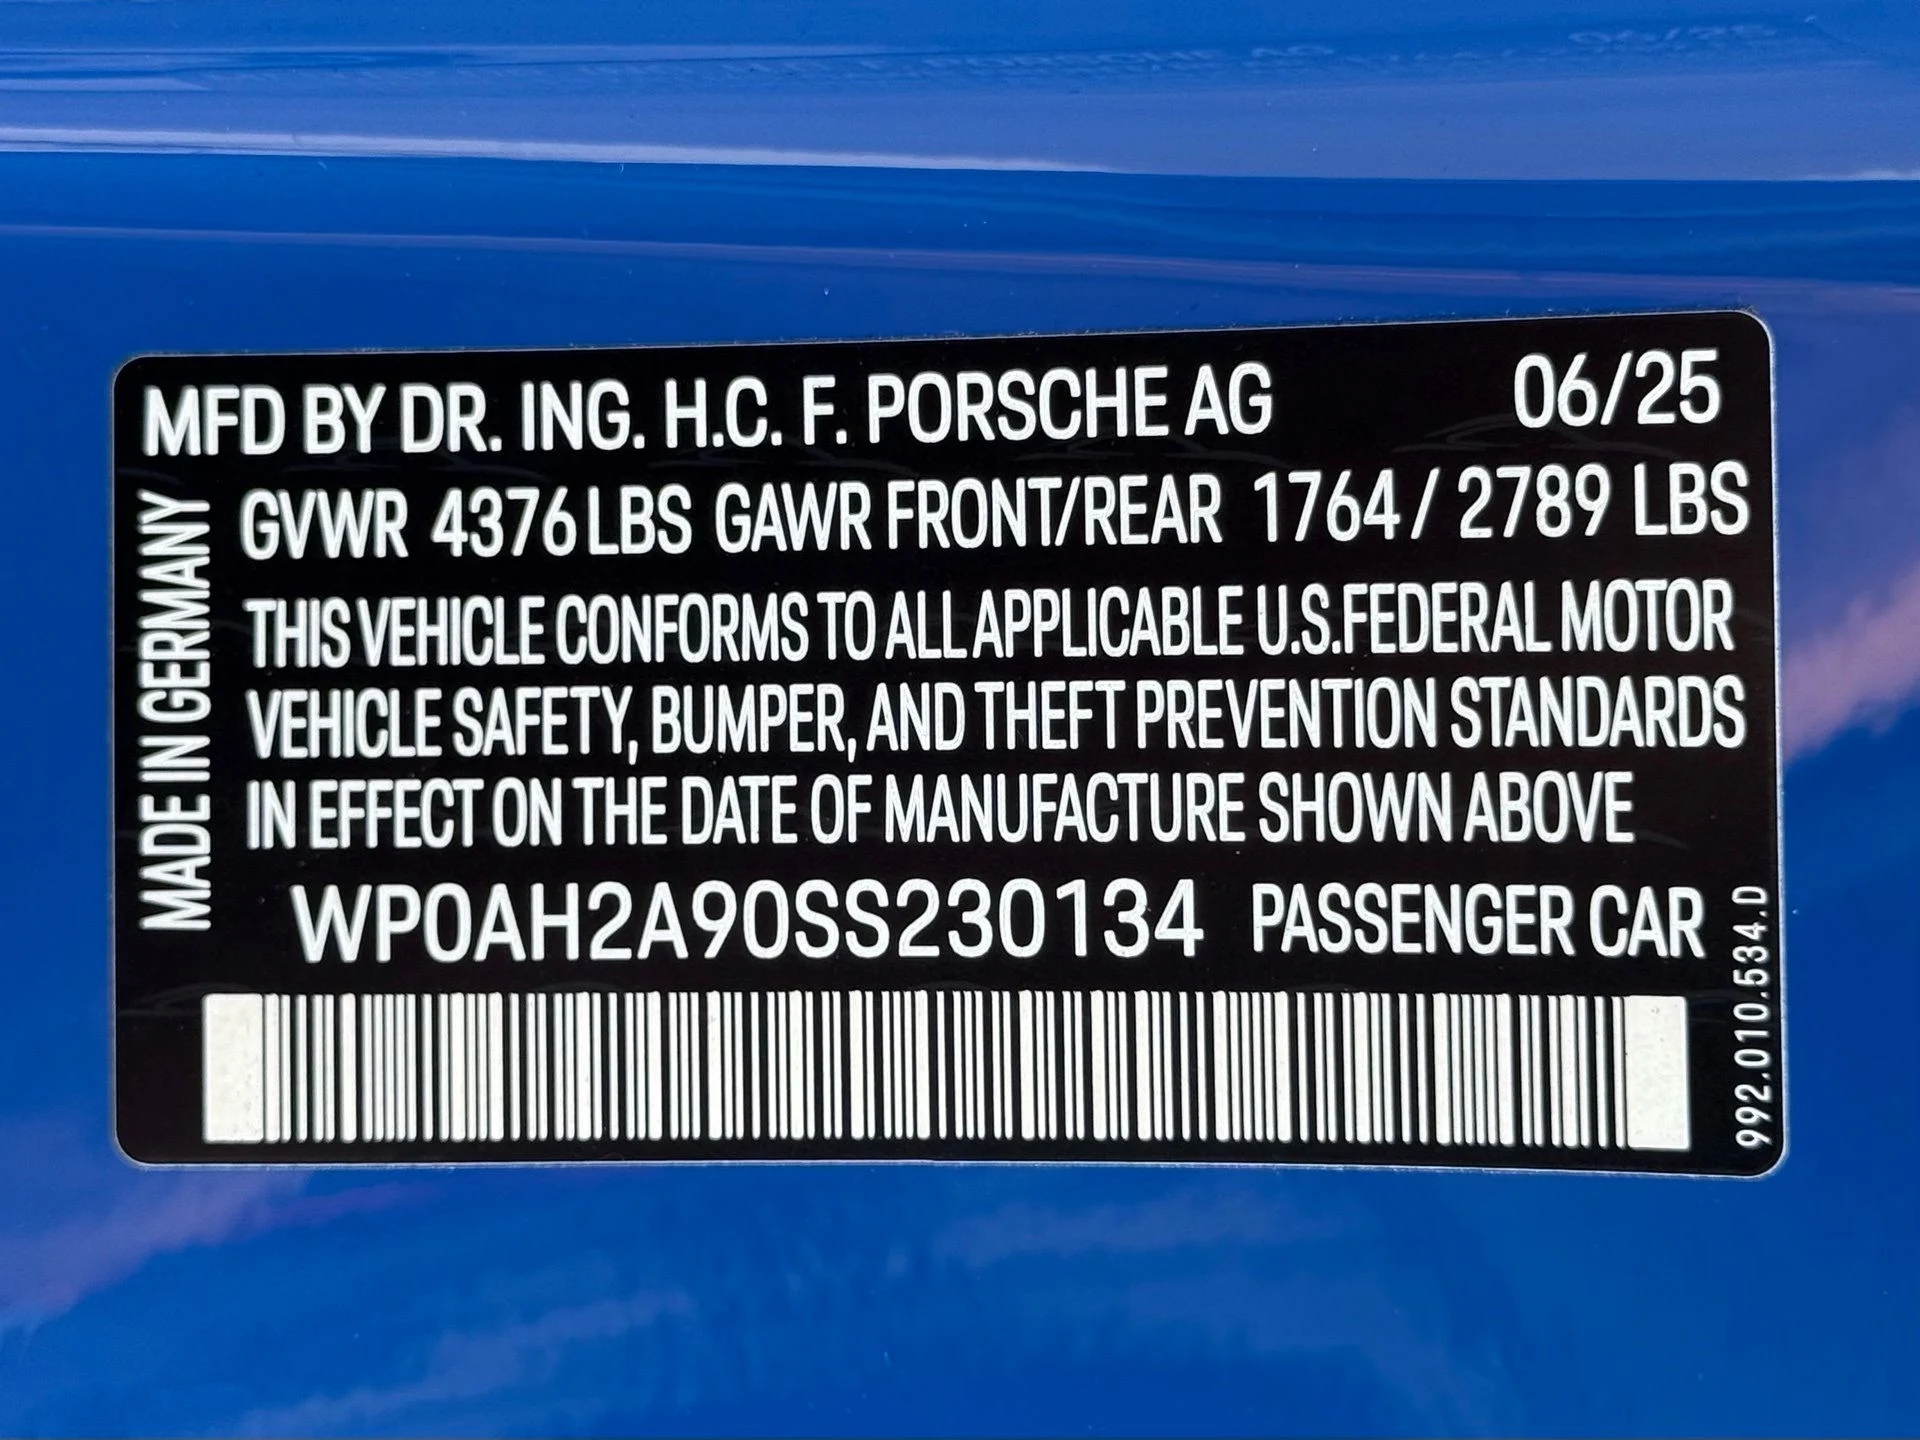 MFD BY DR. ING. H.C. F. PORSCHE AG 06/25
GVWR 4376 LBS GAWR FRONT/REAR 1764 / 2789 LBS
THIS VEHICLE CONFORMS TO ALL APPLICABLE U.S.FEDERAL MOTOR
VEHICLE SAFETY, BUMPER, AND THEFT PREVENTION STANDARDS
IN EFFECT ON THE DATE OF MANUFACTURE SHOWN ABOVE
WP0AH2A90SS230134 PASSENGER CAR
MADE IN GERMANY
992.010.534.D